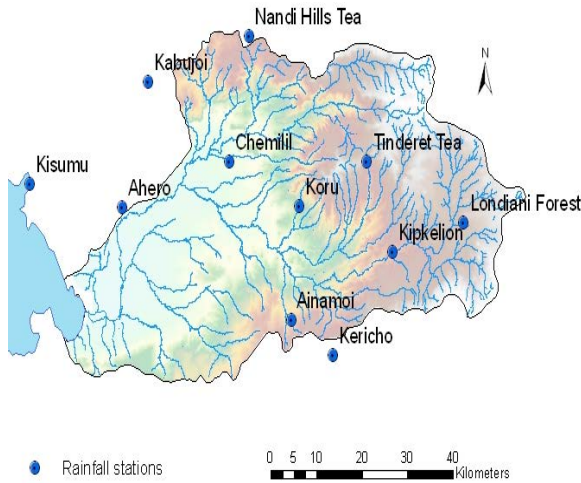 Nandi Hills Tea
N
Kabujoi
Chemilil
Tinderet Tea
Kisumu
Ahero
Koru
Londiani Forest
Kipkelion
Ainamoi
Kericho
Rainfall stations
0 5 10 20 30 40
Kilometers